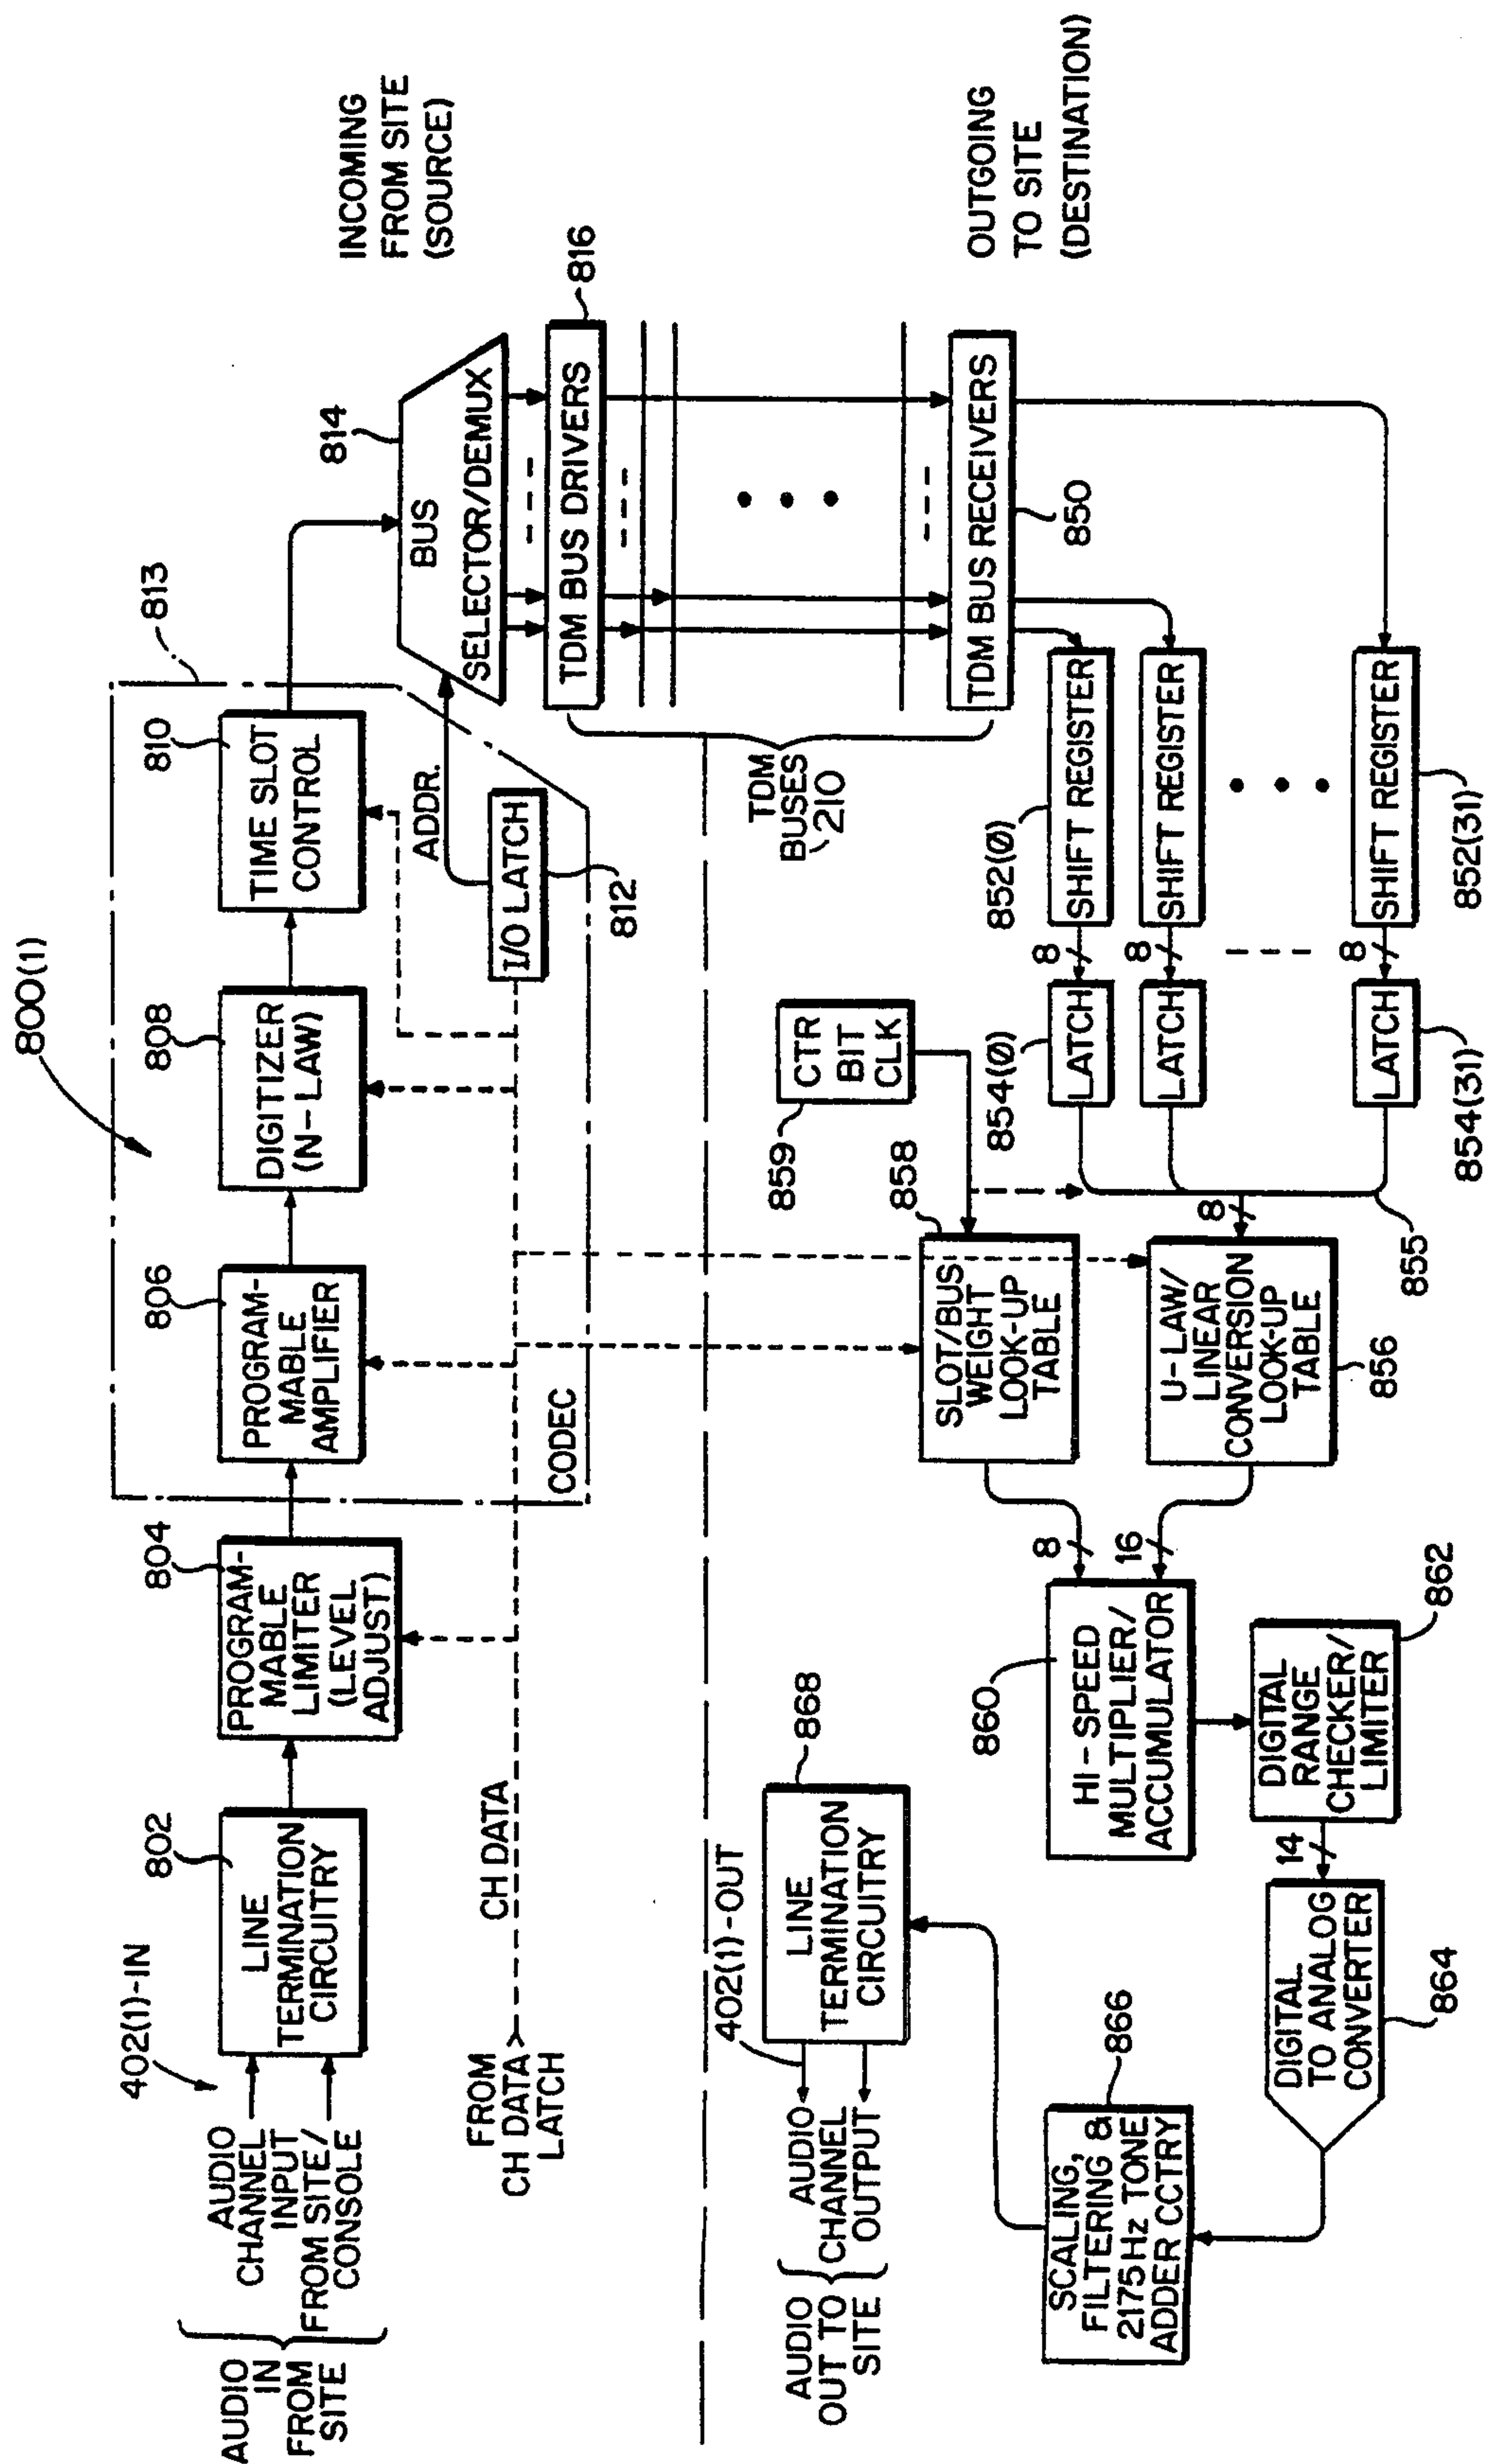 800(1)
402(1)-IN
802
804
806
808
810
813
814
AUDIO
IN
FROM
SITE
AUDIO
CHANNEL
INPUT
FROM SITE/
CONSOLE
LINE
TERMINATION
CIRCUITRY
PROGRAM-
MABLE
LIMITER
(LEVEL
ADJUST)
PROGRAM-
MABLE
AMPLIFIER
DIGITIZER
(N-LAW)
TIME SLOT
CONTROL
INCOMING
FROM SITE
(SOURCE)
BUS
SELECTOR/DEMUX
ADDR.
I/O LATCH
812
CODEC
CH DATA
FROM
CH DATA
LATCH
816
TDM BUS DRIVERS
TDM
BUSES
210
TDM BUS RECEIVERS
850
OUTGOING
TO SITE
(DESTINATION)
402(1)-OUT
868
LINE
TERMINATION
CIRCUITRY
AUDIO
OUT TO
SITE
AUDIO
CHANNEL
OUTPUT
859
CTR
BIT
CLK
858
SLOT/BUS
WEIGHT
LOOK-UP
TABLE
854(0)
852(0)
LATCH
8
SHIFT REGISTER
LATCH
8
SHIFT REGISTER
LATCH
8
SHIFT REGISTER
854(31)
852(31)
8
855
U-LAW/
LINEAR
CONVERSION
LOOK-UP
TABLE
856
8
16
860
HI-SPEED
MULTIPLIER/
ACCUMULATOR
862
DIGITAL
RANGE
CHECKER/
LIMITER
14
DIGITAL
TO ANALOG
CONVERTER
864
866
SCALING,
FILTERING &
2175 Hz TONE
ADDER CCTRY